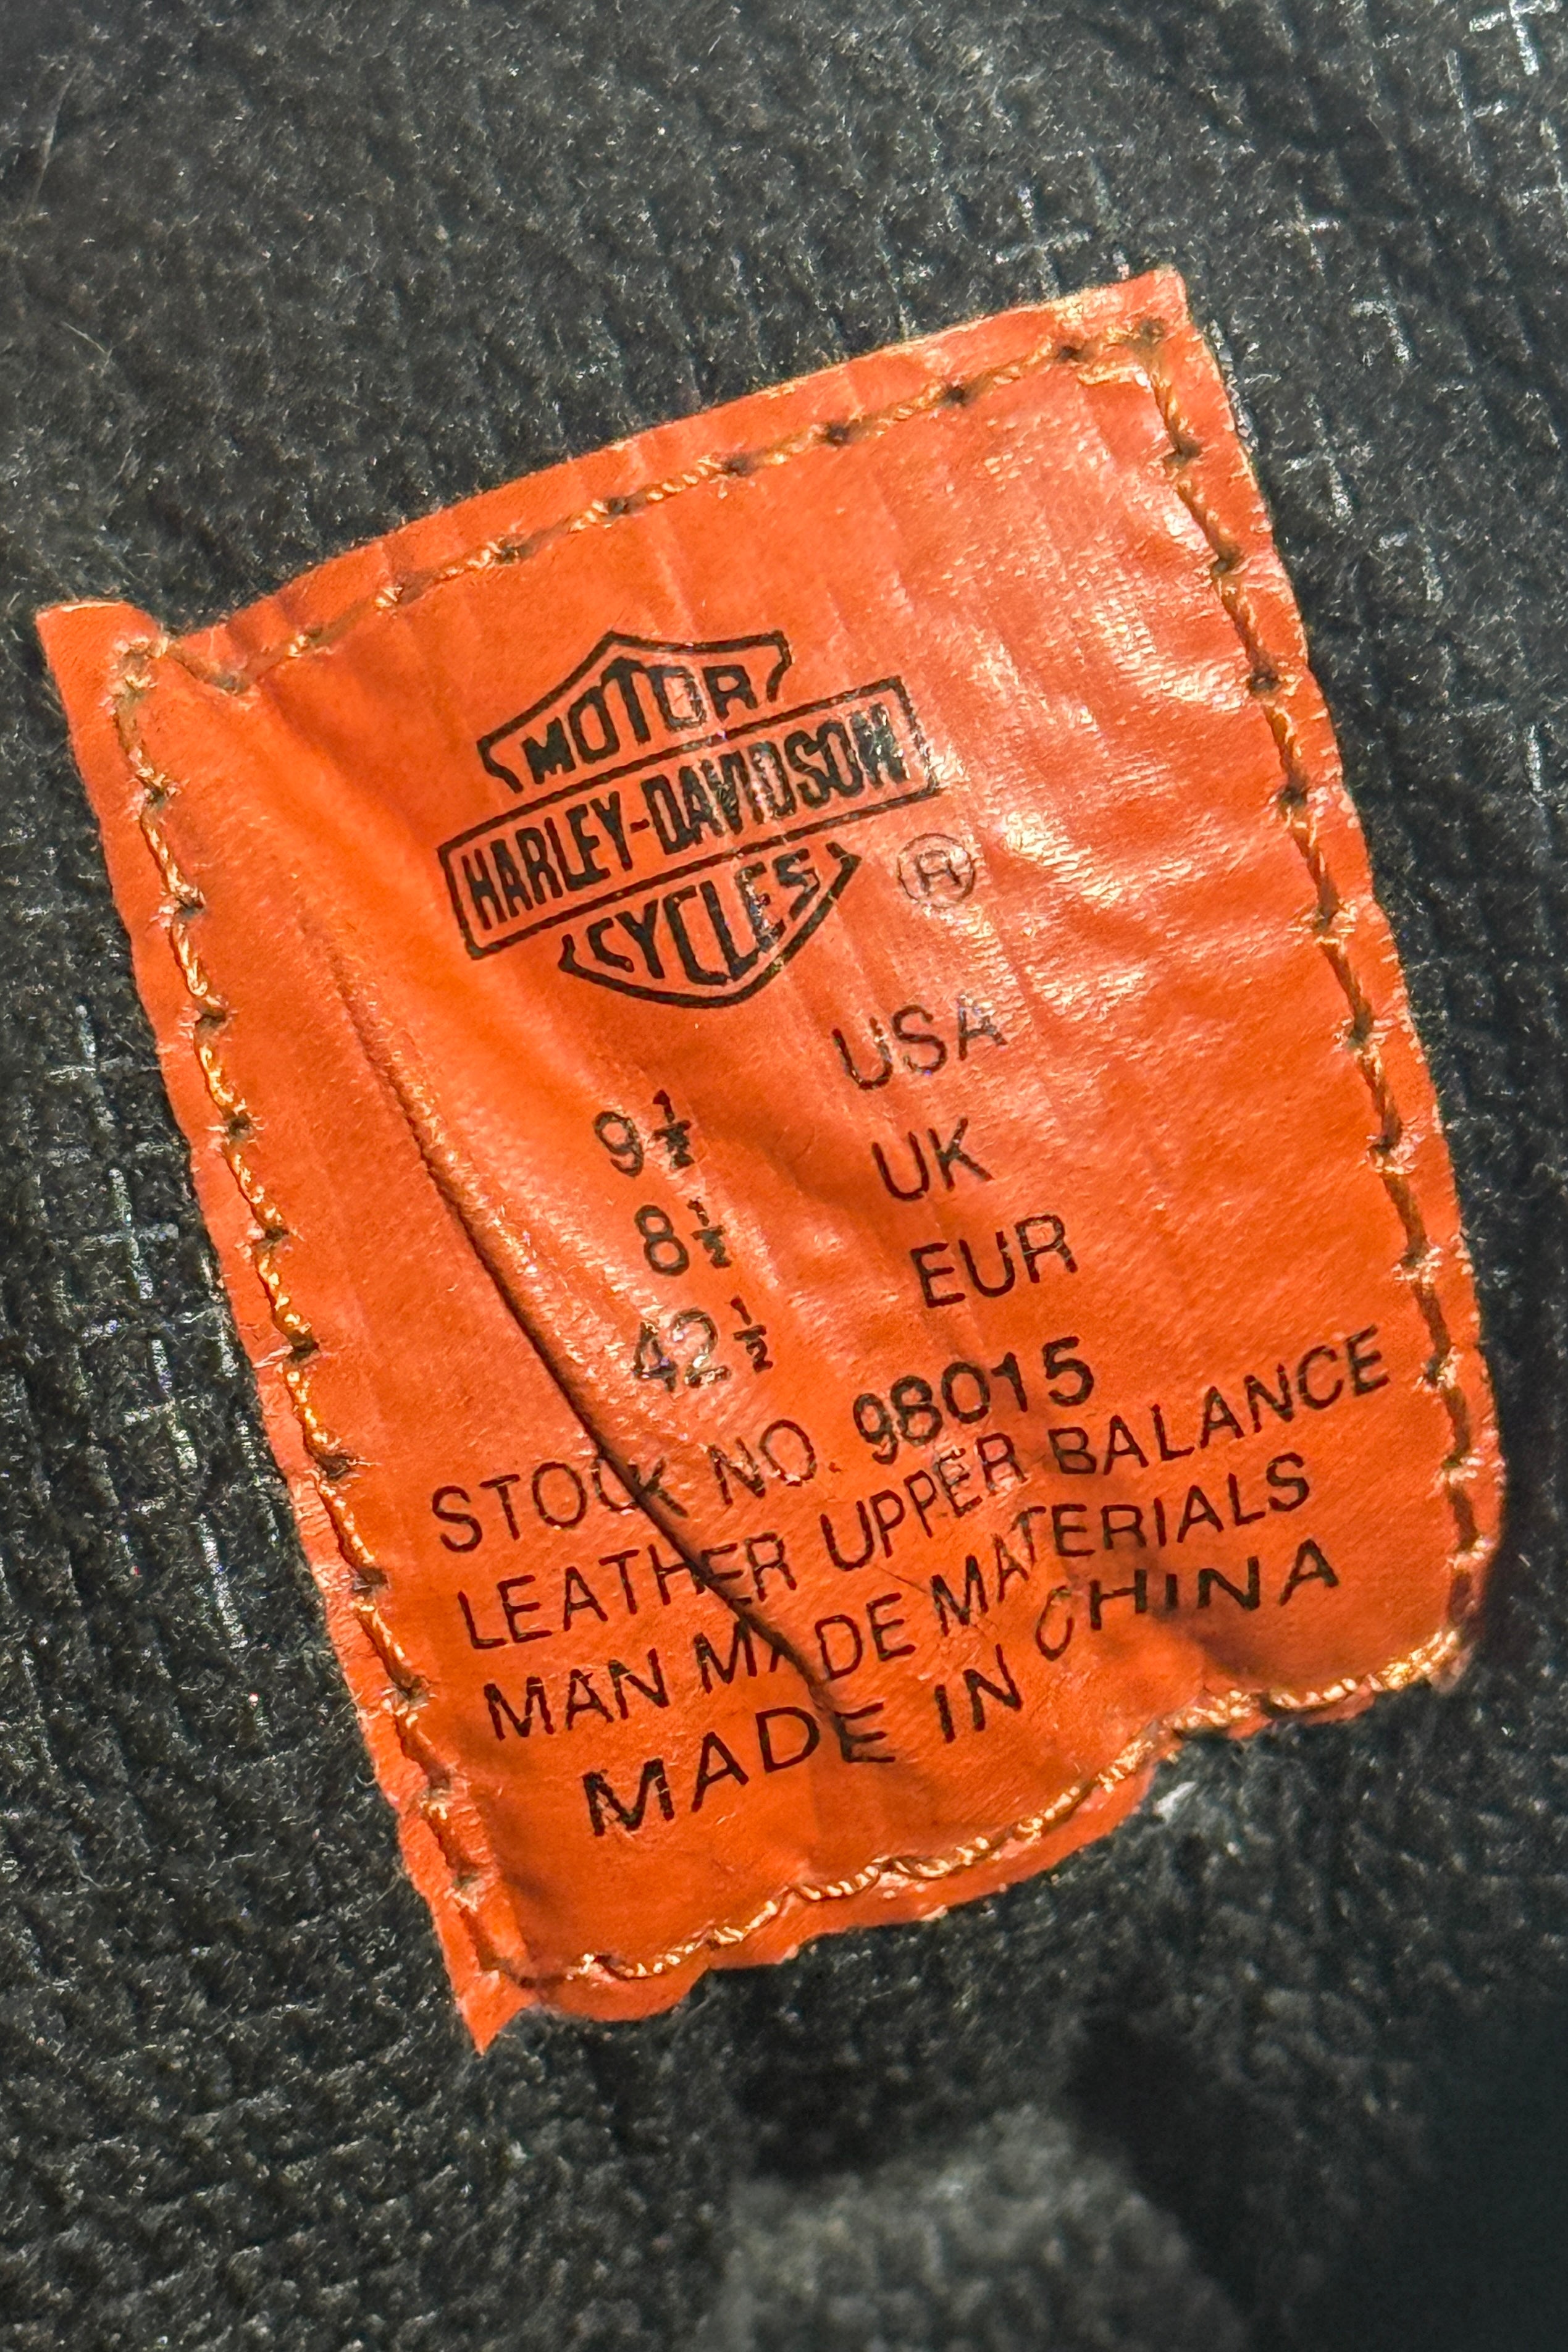 MOTOR
HARLEY-DAVIDSON
CYCLES
®
9½ USA
8½ UK
42½ EUR
STOCK NO. 98015
LEATHER UPPER BALANCE
MAN MADE MATERIALS
MADE IN CHINA